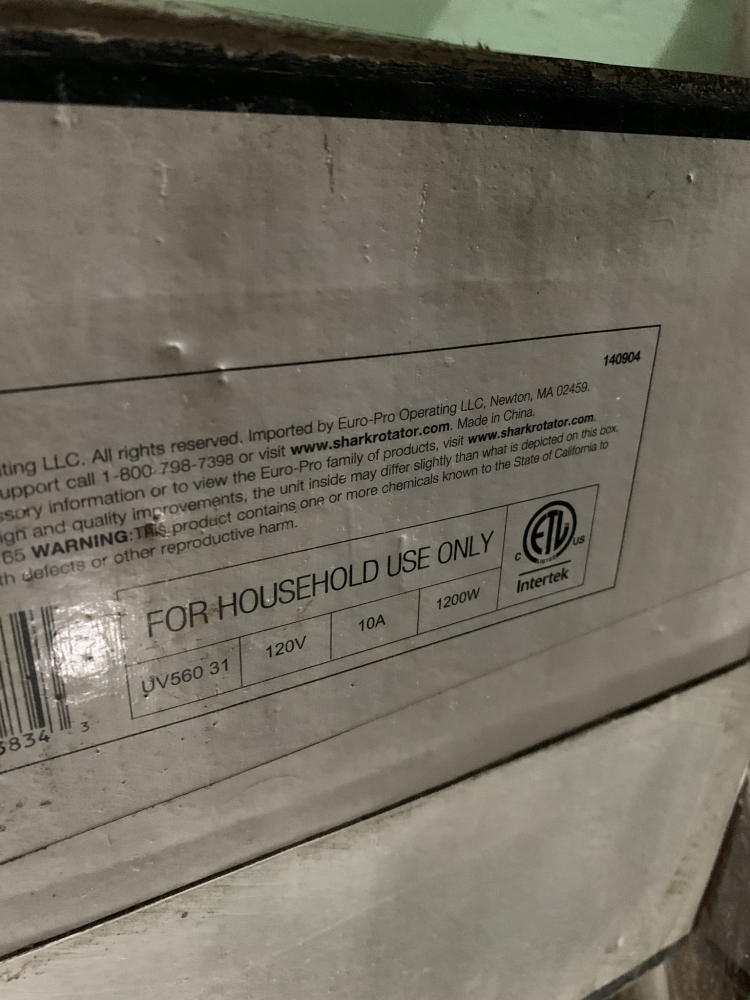 140904
ting LLC. All rights reserved. Imported by Euro-Pro Operating LLC, Newton, MA 02459.
upport call 1-800-798-7398 or visit www.sharkrotator.com. Made in China.
ssory information or to view the Euro-Pro family of products, visit www.sharkrotator.com.
ign and quality improvements, the unit inside may differ slightly than what is depicted on this box.
65 WARNING: This product contains one or more chemicals known to the State of California to
th defects or other reproductive harm.
FOR HOUSEHOLD USE ONLY
C ETL US
Intertek
UV560 31 120V 10A 1200W
834 3